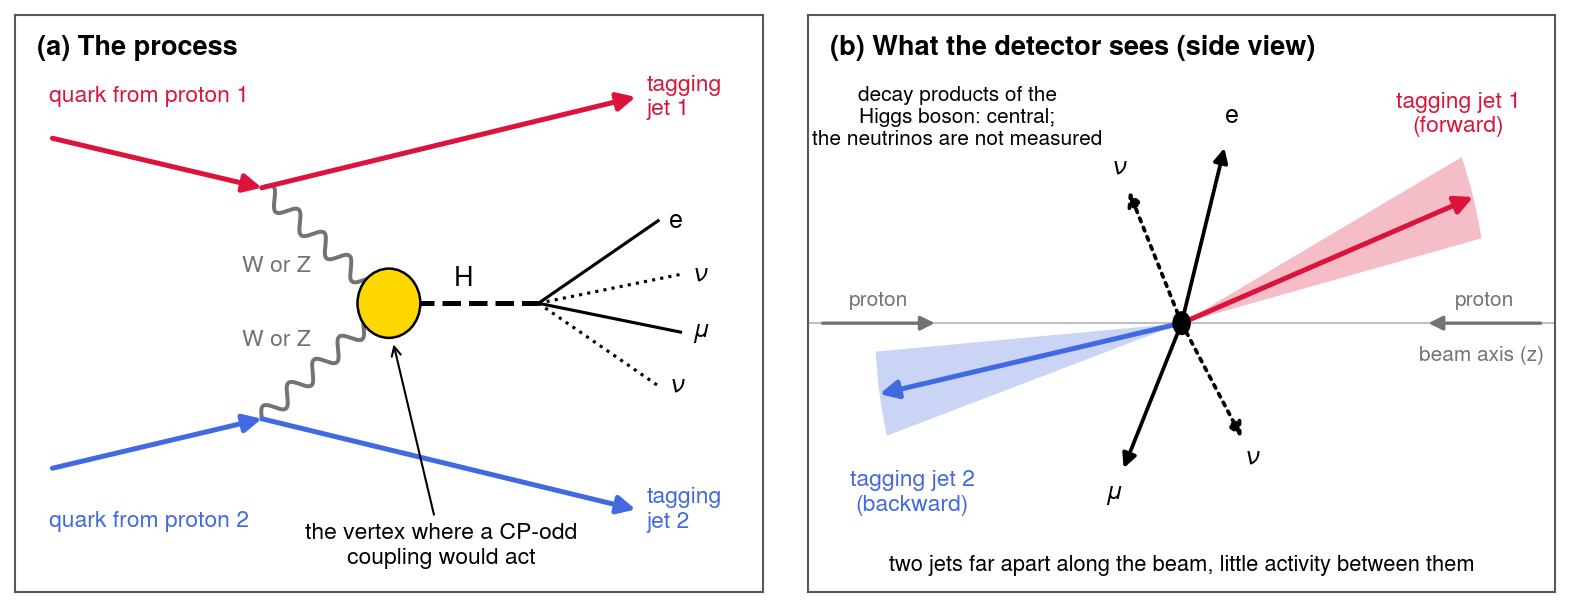 (a) The process
quark from proton 1
tagging
jet 1
W or Z
W or Z
H
e
ν
μ
ν
quark from proton 2
tagging
jet 2
the vertex where a CP-odd
coupling would act
(b) What the detector sees (side view)
decay products of the
Higgs boson: central;
the neutrinos are not measured
e
ν
tagging jet 1
(forward)
proton
proton
beam axis (z)
tagging jet 2
(backward)
μ
ν
two jets far apart along the beam, little activity between them